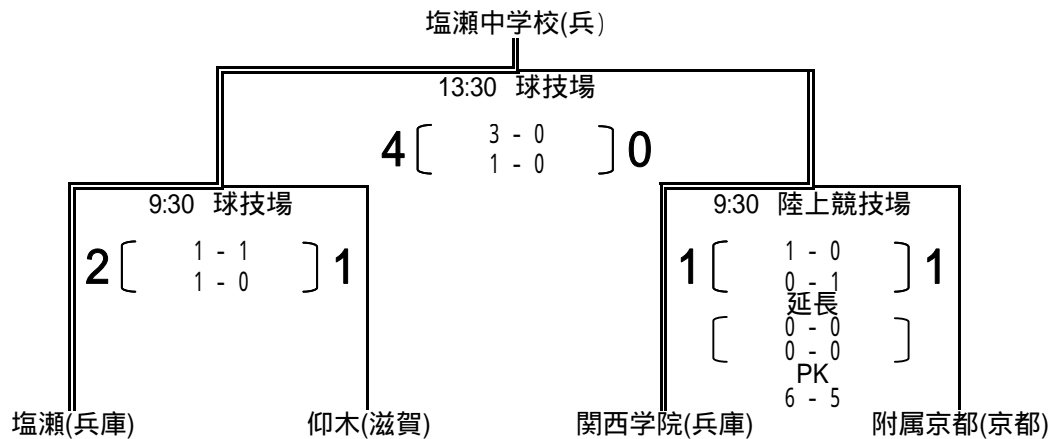 塩瀬中学校(兵)
13:30 球技場
4 3 - 0 0
1 - 0
9:30 球技場
2 1 - 1 1
1 - 0
9:30 陸上競技場
1 1 - 0 1
0 - 1
延長
0 - 0
0 - 0
PK
6 - 5
塩瀬(兵庫) 仰木(滋賀) 関西学院(兵庫) 附属京都(京都)